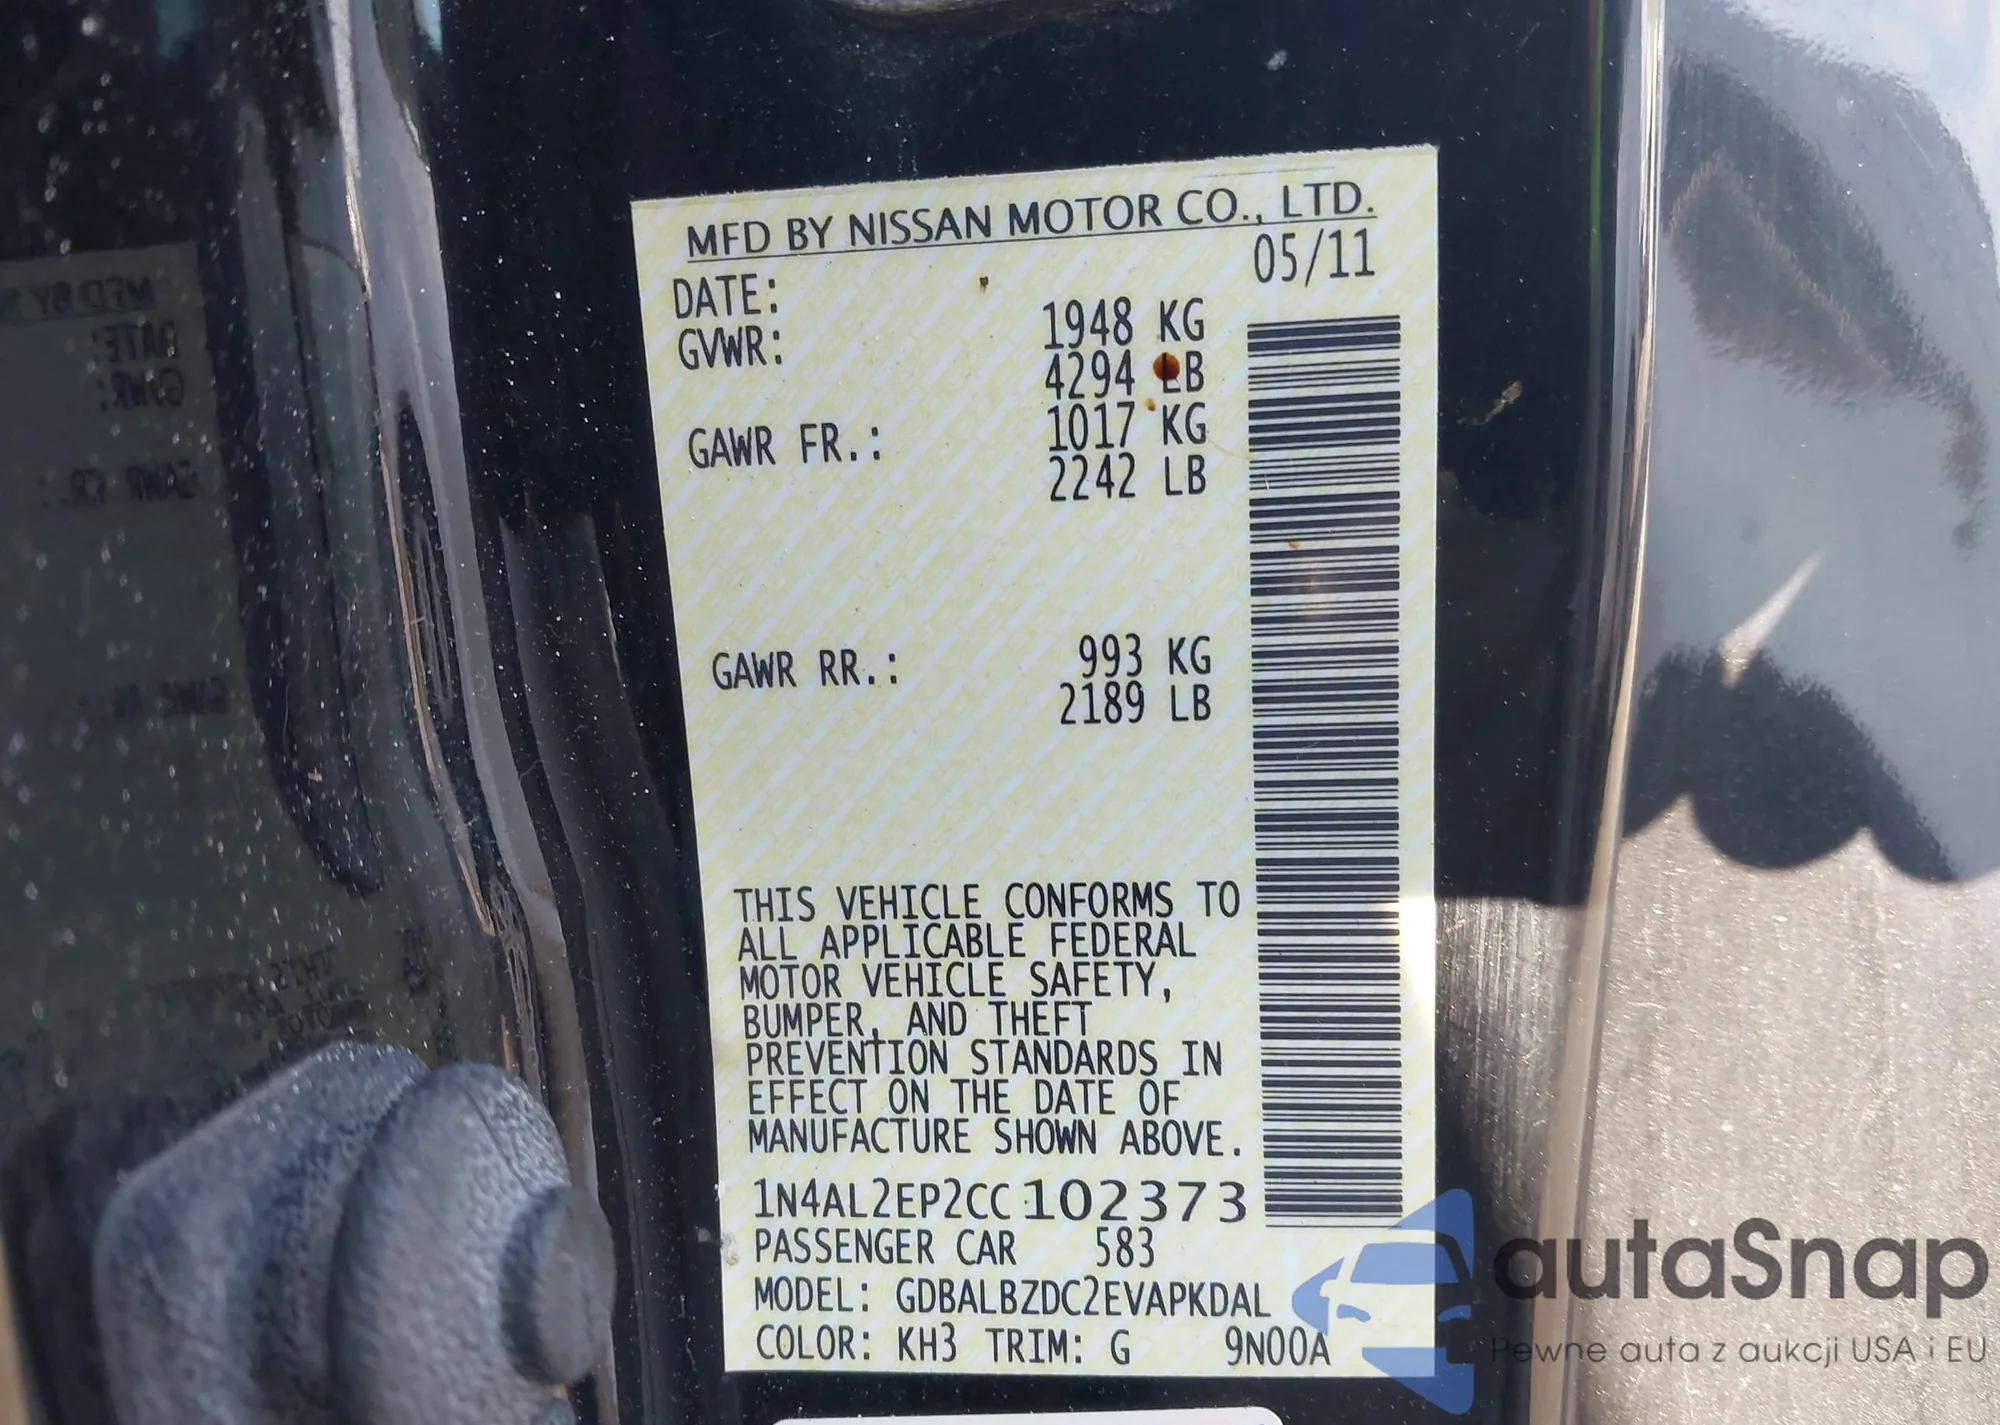 MFD BY NISSAN MOTOR CO., LTD.
DATE: 05/11
GVWR: 1948 KG
4294 LB
GAWR FR.: 1017 KG
2242 LB
GAWR RR.: 993 KG
2189 LB
THIS VEHICLE CONFORMS TO
ALL APPLICABLE FEDERAL
MOTOR VEHICLE SAFETY,
BUMPER, AND THEFT
PREVENTION STANDARDS IN
EFFECT ON THE DATE OF
MANUFACTURE SHOWN ABOVE.
1N4AL2EP2CC102373
PASSENGER CAR 583
MODEL: GDBALBZDC2EVAPKDAL
COLOR: KH3 TRIM: G 9N00A
autaSnap
Pewne auta z aukcji USA i EU